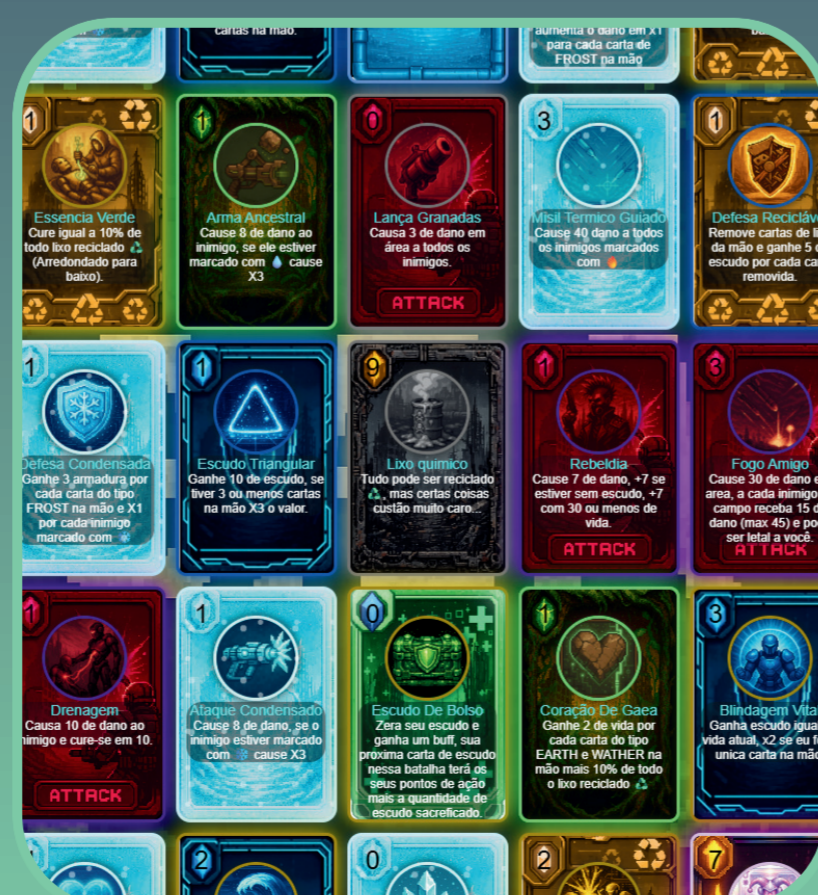 cartas na mão.
aumenta o dano em x1
para cada carta de
FROST na mão
1
Essencia Verde
Cure igual a 10% de
todo lixo reciclado
(Arredondado para
baixo).
1
Arma Ancestral
Cause 8 de dano ao
inimigo, se ele estiver
marcado com cause
X3
0
Lança Granadas
Causa 3 de dano em
área a todos os
inimigos.
ATTACK
3
Misil Termico Guiado
Cause 40 dano a todos
os inimigos marcados
com
1
Defesa Recicláve
Remove cartas de li
da mão e ganhe 5 d
escudo por cada ca
removida.
1
Defesa Condensada
Ganhe 3 armadura por
cada carta do tipo
FROST na mão e X1
por cada inimigo
marcado com
1
Escudo Triangular
Ganhe 10 de escudo, se
tiver 3 ou menos cartas
na mão X3 o valor.
9
Lixo quimico
Tudo pode ser reciclado
, mas certas coisas
custão muito caro...
1
Rebeldia
Cause 7 de dano, +7 se
estiver sem escudo, +7
com 30 ou menos de
vida.
ATTACK
3
Fogo Amigo
Cause 30 de dano e
area, a cada inimigo
campo receba 15 d
dano (max 45) e po
ser letal a você.
ATTACK
1
Drenagem
Causa 10 de dano ao
inimigo e cure-se em 10.
ATTACK
1
Ataque Condensado
Cause 8 de dano, se o
inimigo estiver marcado
com cause X3
0
Escudo De Bolso
Zera seu escudo e
ganha um buff, sua
próxima carta de escudo
nessa batalha terá os
seus pontos de ação
mais a quantidade de
escudo sacreficado.
1
Coração De Gaea
Ganhe 2 de vida por
cada carta do tipo
EARTH e WATHER na
mão mais 10% de todo
o lixo reciclado
3
Blindagem Vita
Ganha escudo igua
vida atual, x2 se eu f
unica carta na mão
2
0
2
7